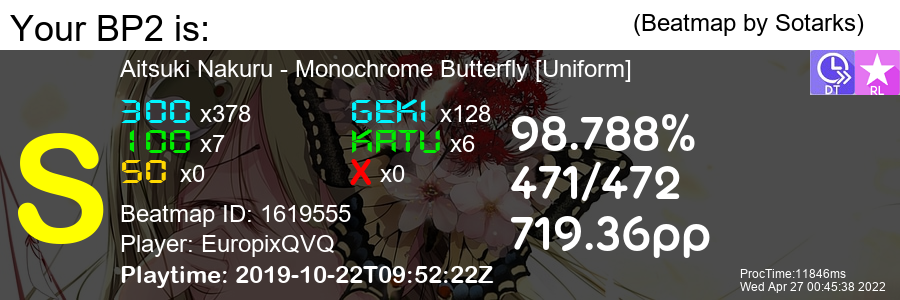 Your BP2 is:
(Beatmap by Sotarks)
Aitsuki Nakuru - Monochrome Butterfly [Uniform]
DT RL
300 x378 GEKI x128
100 x7 KATU x6
50 x0 X x0
S
98.788%
471/472
719.36pp
Beatmap ID: 1619555
Player: EuropixQVQ
Playtime: 2019-10-22T09:52:22Z
ProcTime:11846ms
Wed Apr 27 00:45:38 2022